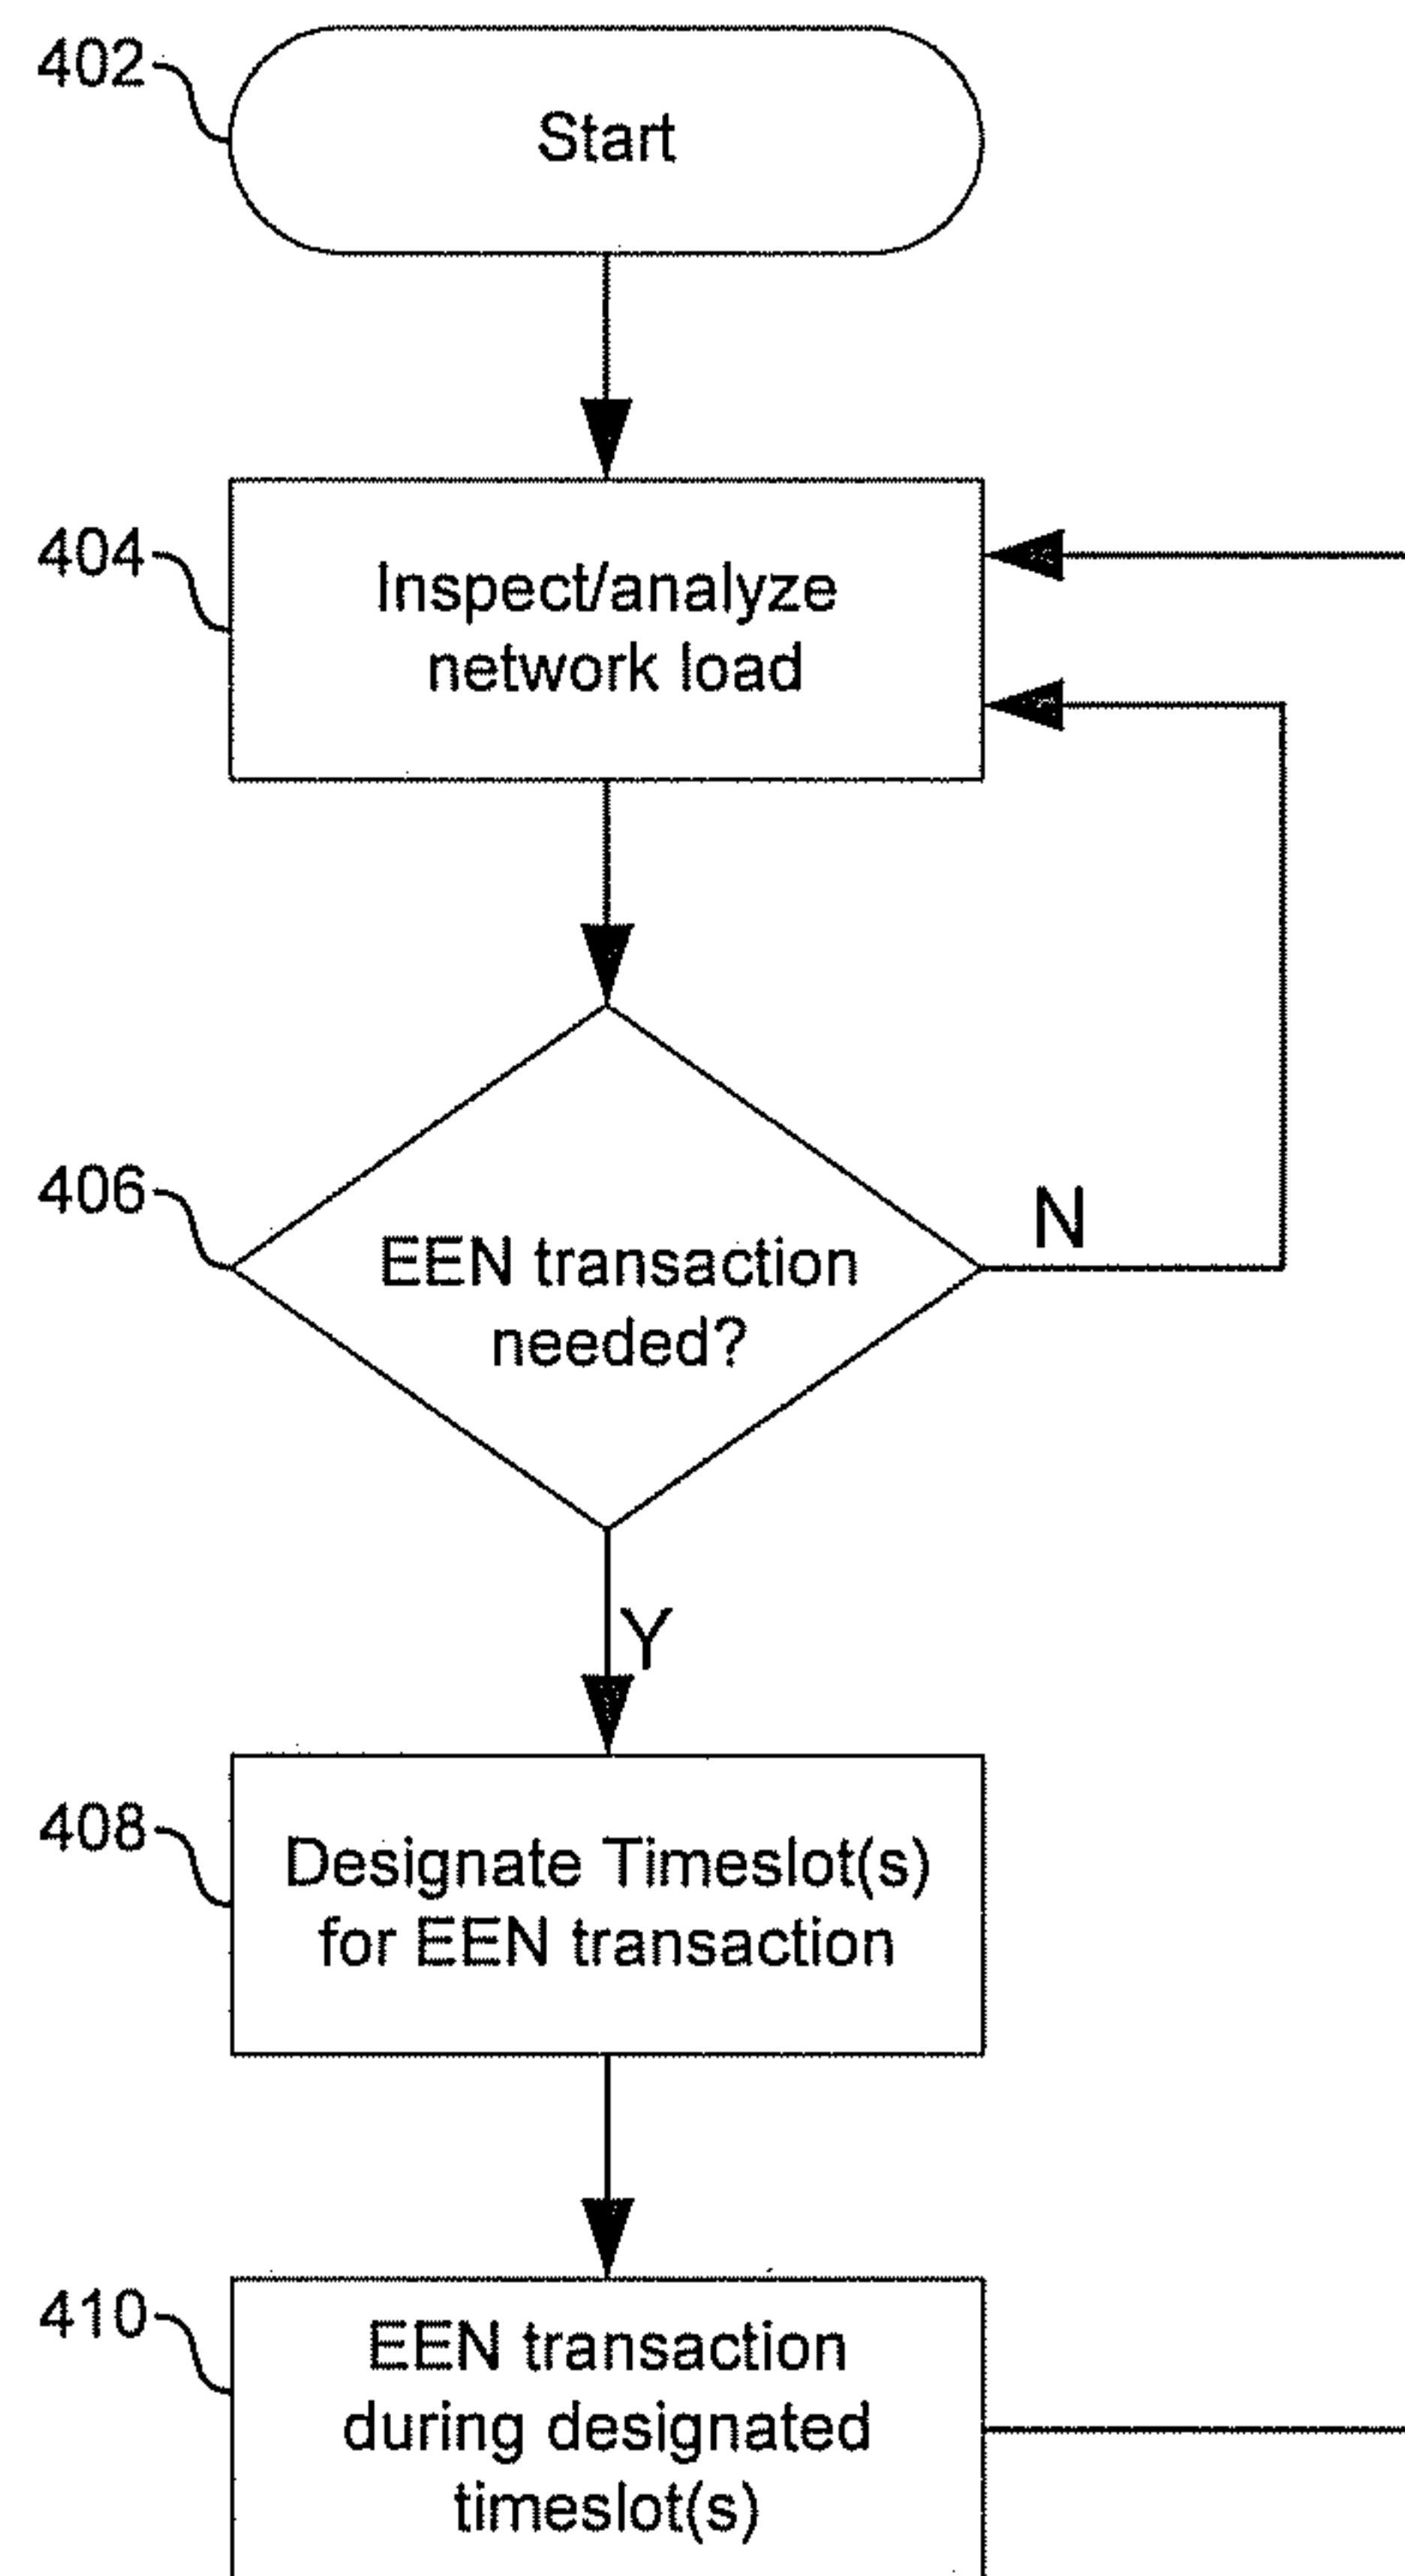 402
Start
404
Inspect/analyze
network load
406
EEN transaction
needed?
N
Y
408
Designate Timeslot(s)
for EEN transaction
410
EEN transaction
during designated
timeslot(s)